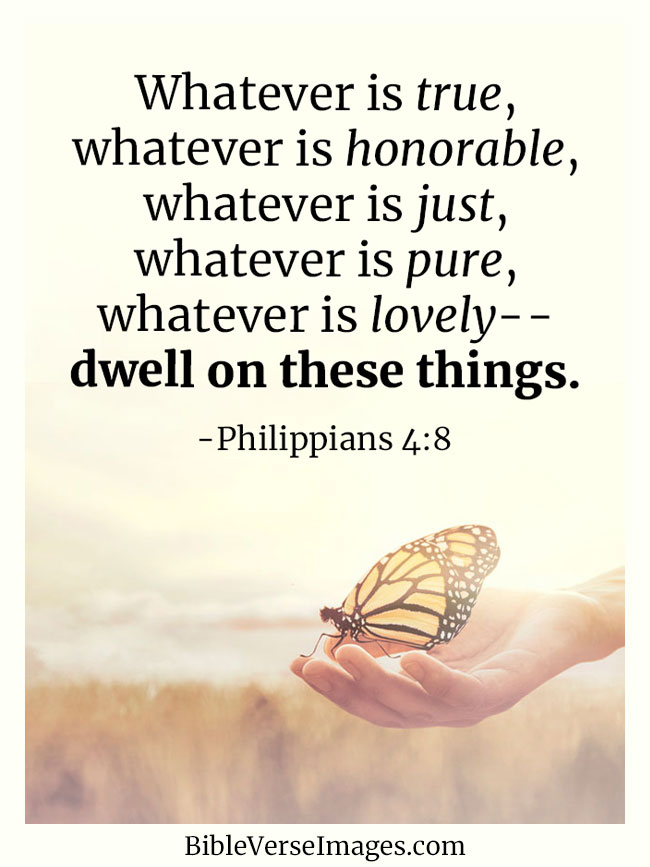 Whatever is true,
whatever is honorable,
whatever is just,
whatever is pure,
whatever is lovely--
dwell on these things.
-Philippians 4:8
BibleVerseImages.com